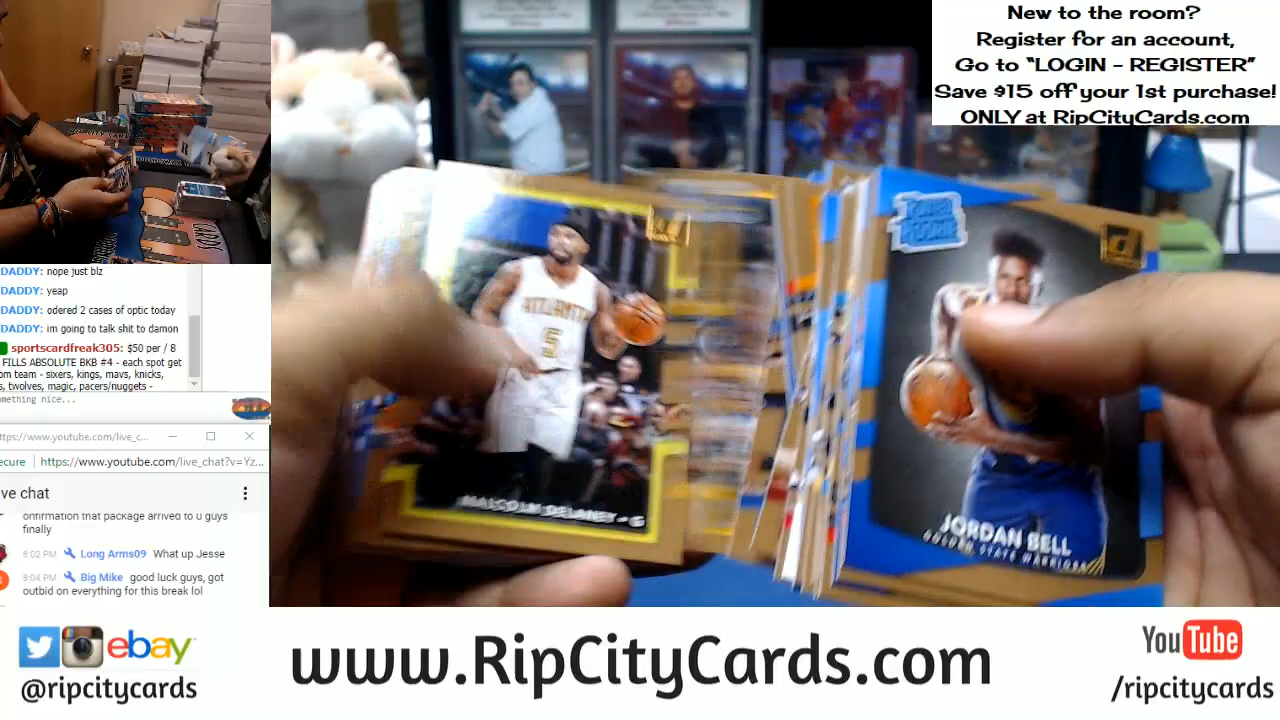 New to the room?
Register for an account,
Go to "LOGIN - REGISTER"
Save $15 off your 1st purchase!
ONLY at RipCityCards.com
DADDY: nope just blz
DADDY: yeap
DADDY: odered 2 cases of optic today
DADDY: im going to talk shit to damon
sportscardfreak305: $50 per / 8
FILLS ABSOLUTE BKB #4 - each spot get
om team - sixers, kings, mavs, knicks,
s, twolves, magic, pacers/nuggets -
omething nice...
ttps://www.youtube.com/live_c...
ecure https://www.youtube.com/live_chat?v=Yz...
ve chat
onfirmation that package arrived to u guys
finally
8:02 PM Long Arms09 What up Jesse
8:04 PM Big Mike good luck guys, got
outbid on everything for this break lol
ATLANTA
5
MALCOLM DELANEY - G
RATED
ROOKIE
JORDAN BELL
GOLDEN STATE WARRIORS
ebay
@ripcitycards
www.RipCityCards.com
YouTube
/ripcitycards